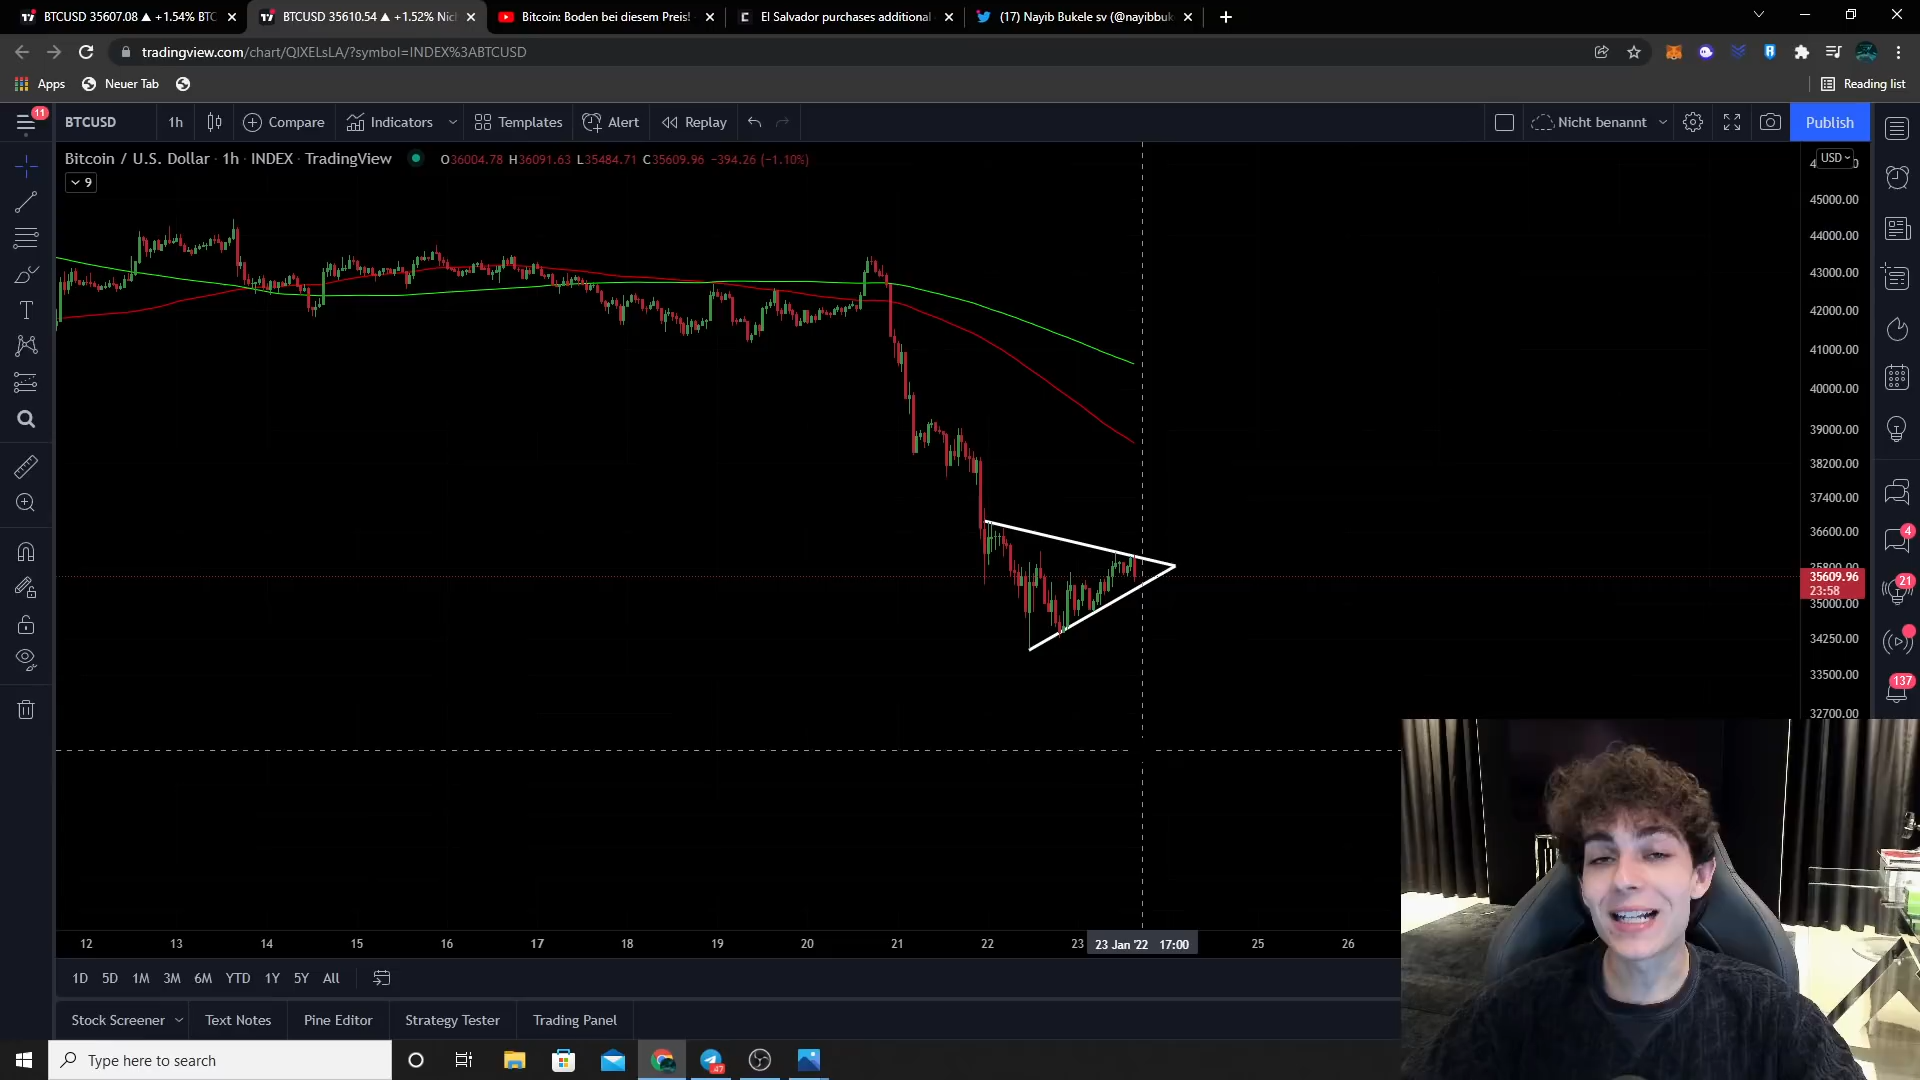 BTCUSD 35607.08 ▲ +1.54% BTC
BTCUSD 35610.54 ▲ +1.52% Nic
Bitcoin: Boden bei diesem Preis!
El Salvador purchases additional
(17) Nayib Bukele sv (@nayibbuk
tradingview.com/chart/QIXELsLA/?symbol=INDEX%3ABTCUSD
Apps
Neuer Tab
Reading list
11
BTCUSD
1h
Compare
Indicators
Templates
Alert
Replay
Nicht benannt
Publish
Bitcoin / U.S. Dollar · 1h · INDEX · TradingView
O36004.78 H36091.63 L35484.71 C35609.96 −394.26 (−1.10%)
9
USD
45000.00
44000.00
43000.00
42000.00
41000.00
40000.00
39000.00
38200.00
37400.00
36600.00
35800.00
35609.96
23:58
35000.00
34250.00
33500.00
32700.00
4
21
137
12
13
14
15
16
17
18
19
20
21
22
23
23 Jan '22 17:00
25
26
1D
5D
1M
3M
6M
YTD
1Y
5Y
All
Stock Screener
Text Notes
Pine Editor
Strategy Tester
Trading Panel
Type here to search
47